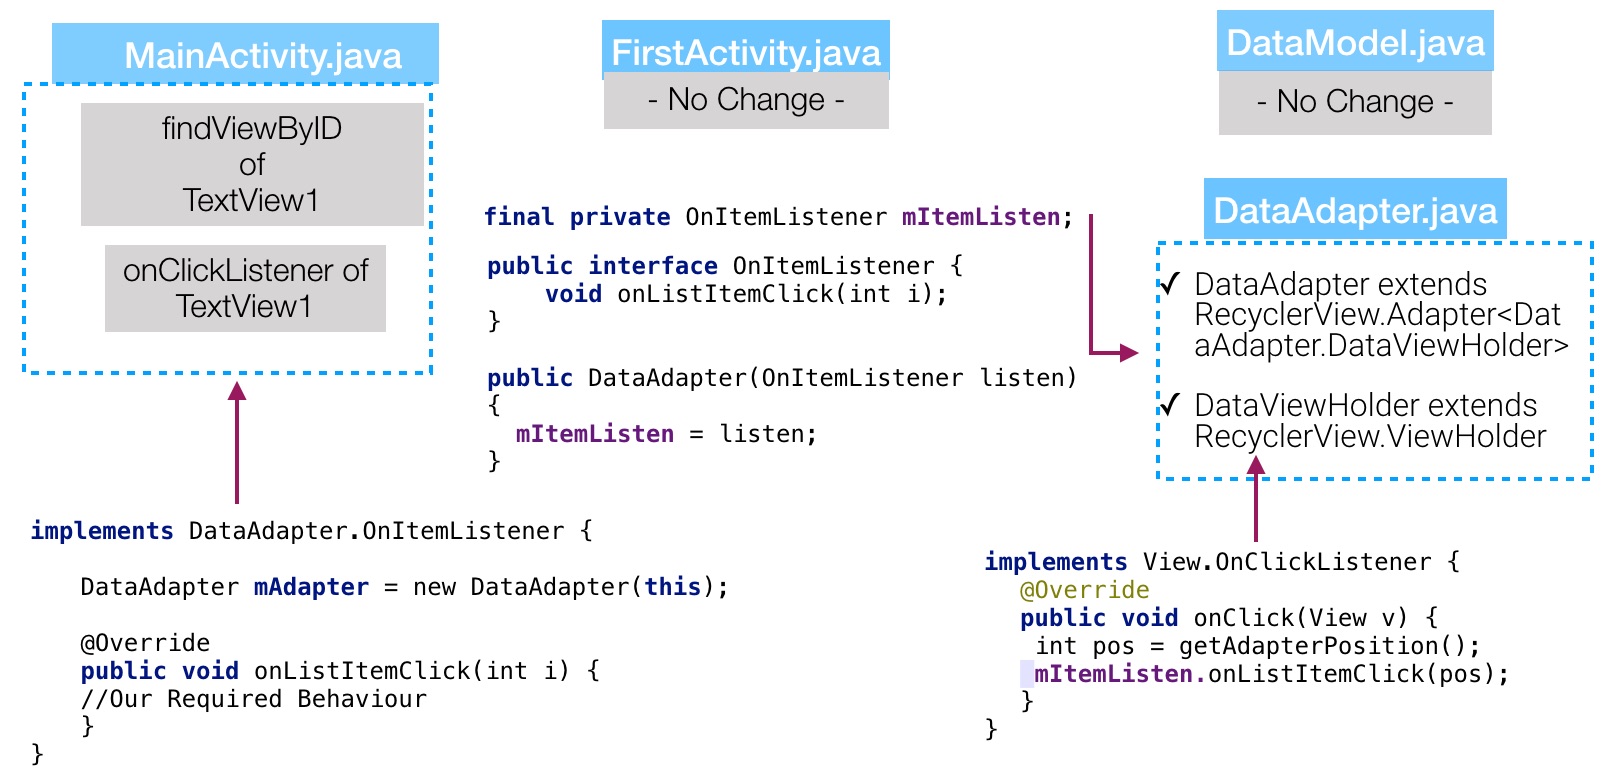 MainActivity.java
findViewByID
of
TextView1
onClickListener of
TextView1
implements DataAdapter.OnItemListener {
DataAdapter mAdapter = new DataAdapter(this);
@Override
public void onListItemClick(int i) {
//Our Required Behaviour
}
}
FirstActivity.java
- No Change -
final private OnItemListener mItemListen;
public interface OnItemListener {
void onListItemClick(int i);
}
public DataAdapter(OnItemListener listen)
{
mItemListen = listen;
}
DataModel.java
- No Change -
DataAdapter.java
✓ DataAdapter extends
RecyclerView.Adapter<Dat
aAdapter.DataViewHolder>
✓ DataViewHolder extends
RecyclerView.ViewHolder
implements View.OnClickListener {
@Override
public void onClick(View v) {
int pos = getAdapterPosition();
mItemListen.onListItemClick(pos);
}
}